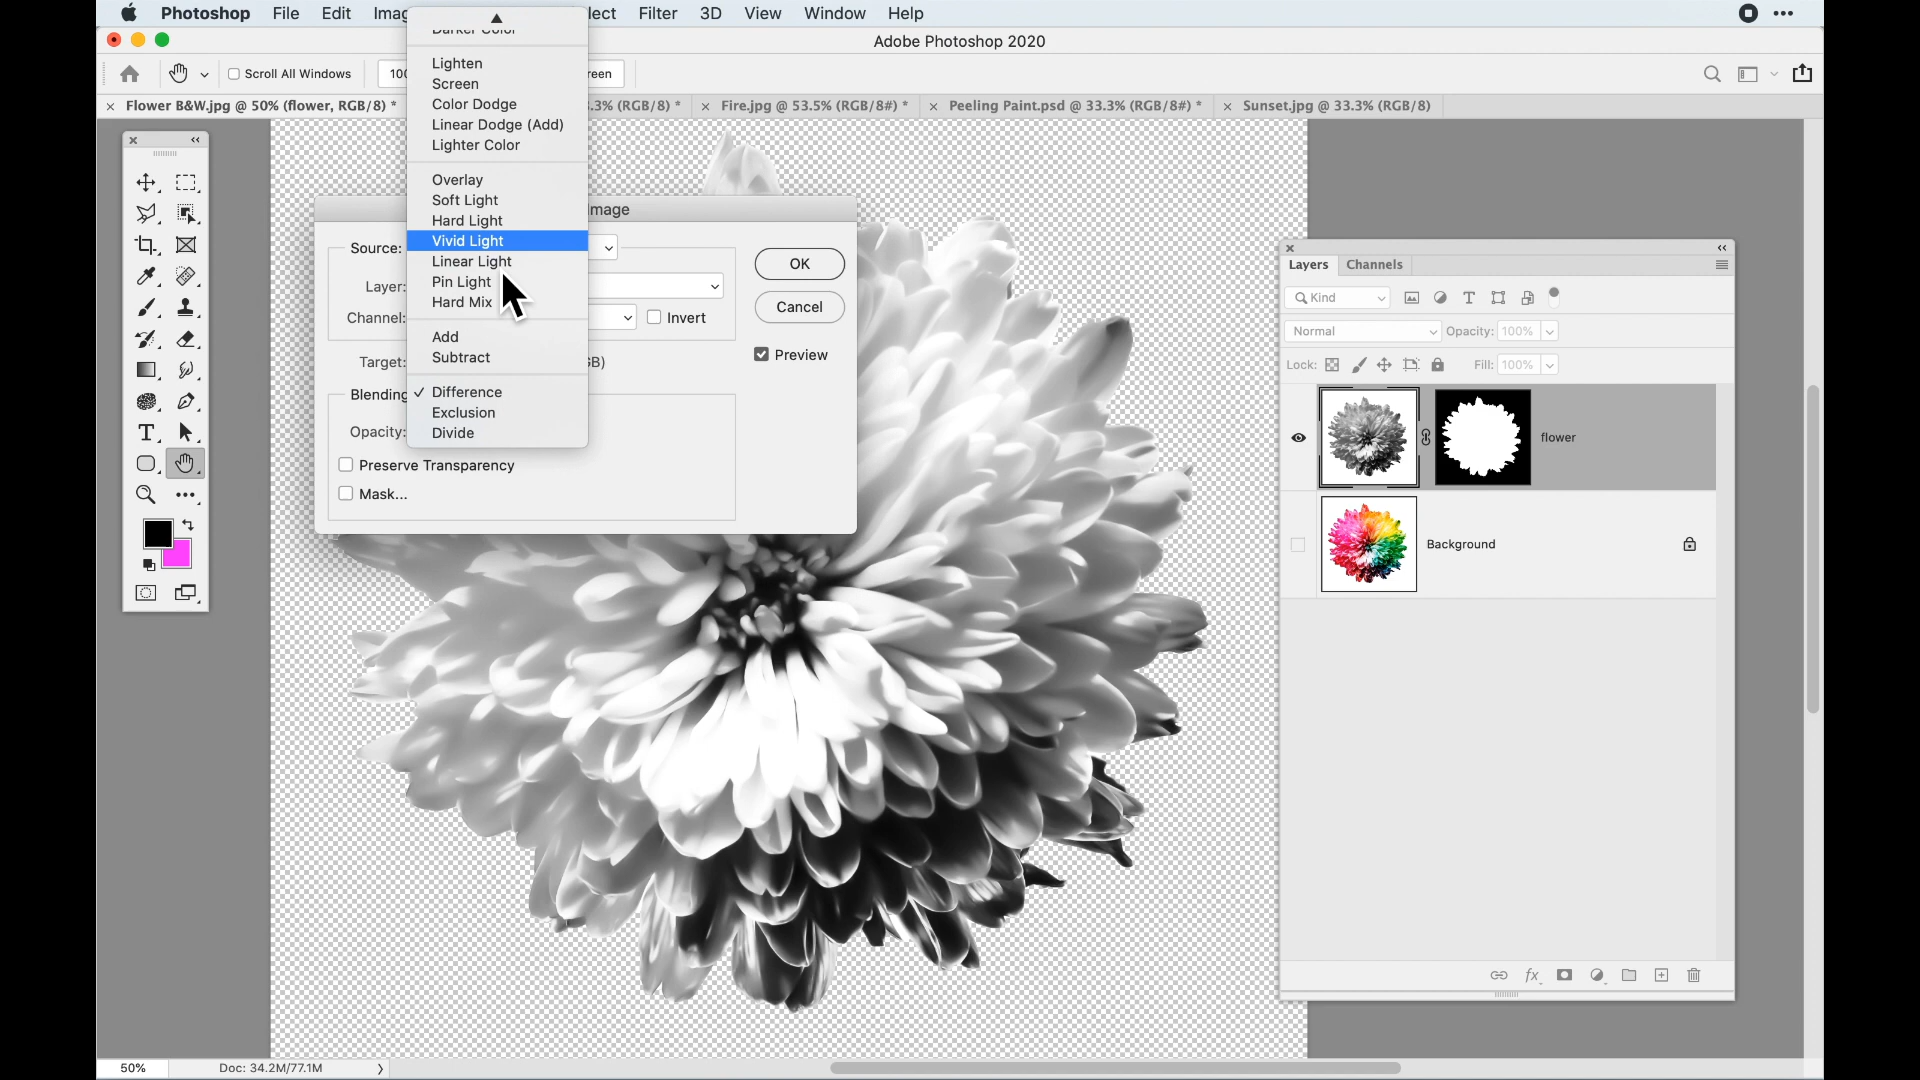 Photoshop File Edit Imag lect Filter 3D View Window Help
Adobe Photoshop 2020
Scroll All Windows 100 reen
Flower B&W.jpg @ 50% (flower, RGB/8) * .3% (RGB/8) * Fire.jpg @ 53.5% (RGB/8#) * Peeling Paint.psd @ 33.3% (RGB/8#) * Sunset.jpg @ 33.3% (RGB/8)
Darker Color
Lighten
Screen
Color Dodge
Linear Dodge (Add)
Lighter Color
Overlay
Soft Light
Hard Light
Vivid Light
Linear Light
Pin Light
Hard Mix
Add
Subtract
Difference
Exclusion
Divide
Image
Source:
Layer:
Channel:
Invert
Target:
GB)
Blending
Opacity:
Preserve Transparency
Mask...
OK
Cancel
Preview
Layers Channels
Kind
Normal Opacity: 100%
Lock: Fill: 100%
flower
Background
fx
50% Doc: 34.2M/77.1M